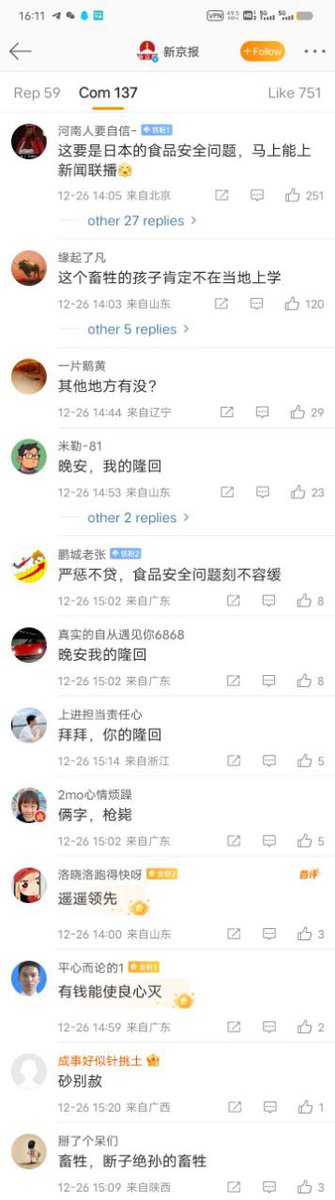 16:11
VPN
49.5 K/s
HD
5G
5G
新京报
+Follow
Rep 59
Com 137
Like 751
河南人要自信-
铁粉1
这要是日本的食品安全问题，马上能上
新闻联播
12-26 14:05 来自北京
251
other 27 replies
缘起了凡
这个畜牲的孩子肯定不在当地上学
12-26 14:03 来自山东
120
other 5 replies
一片鹅黄
其他地方有没？
12-26 14:44 来自辽宁
29
米勒-81
晚安，我的隆回
12-26 14:53 来自山东
23
other 2 replies
鹏城老张
铁粉2
严惩不贷，食品安全问题刻不容缓
12-26 15:02 来自广东
8
真实的自从遇见你6868
晚安我的隆回
12-26 15:02 来自广东
8
上进担当责任心
拜拜，你的隆回
12-26 15:14 来自浙江
5
2mo心情烦躁
俩字，枪毙
12-26 15:02 来自广东
5
洛晓洛跑得快呀
金粉2
首评
遥遥领先
12-26 14:00 来自山东
3
平心而论的1
金粉1
有钱能使良心灭
12-26 14:59 来自广东
2
成事好似针挑土
砂别赦
12-26 15:20 来自广西
1
掰了个呆们
畜牲，断子绝孙的畜牲
12-26 15:09 来自陕西
3